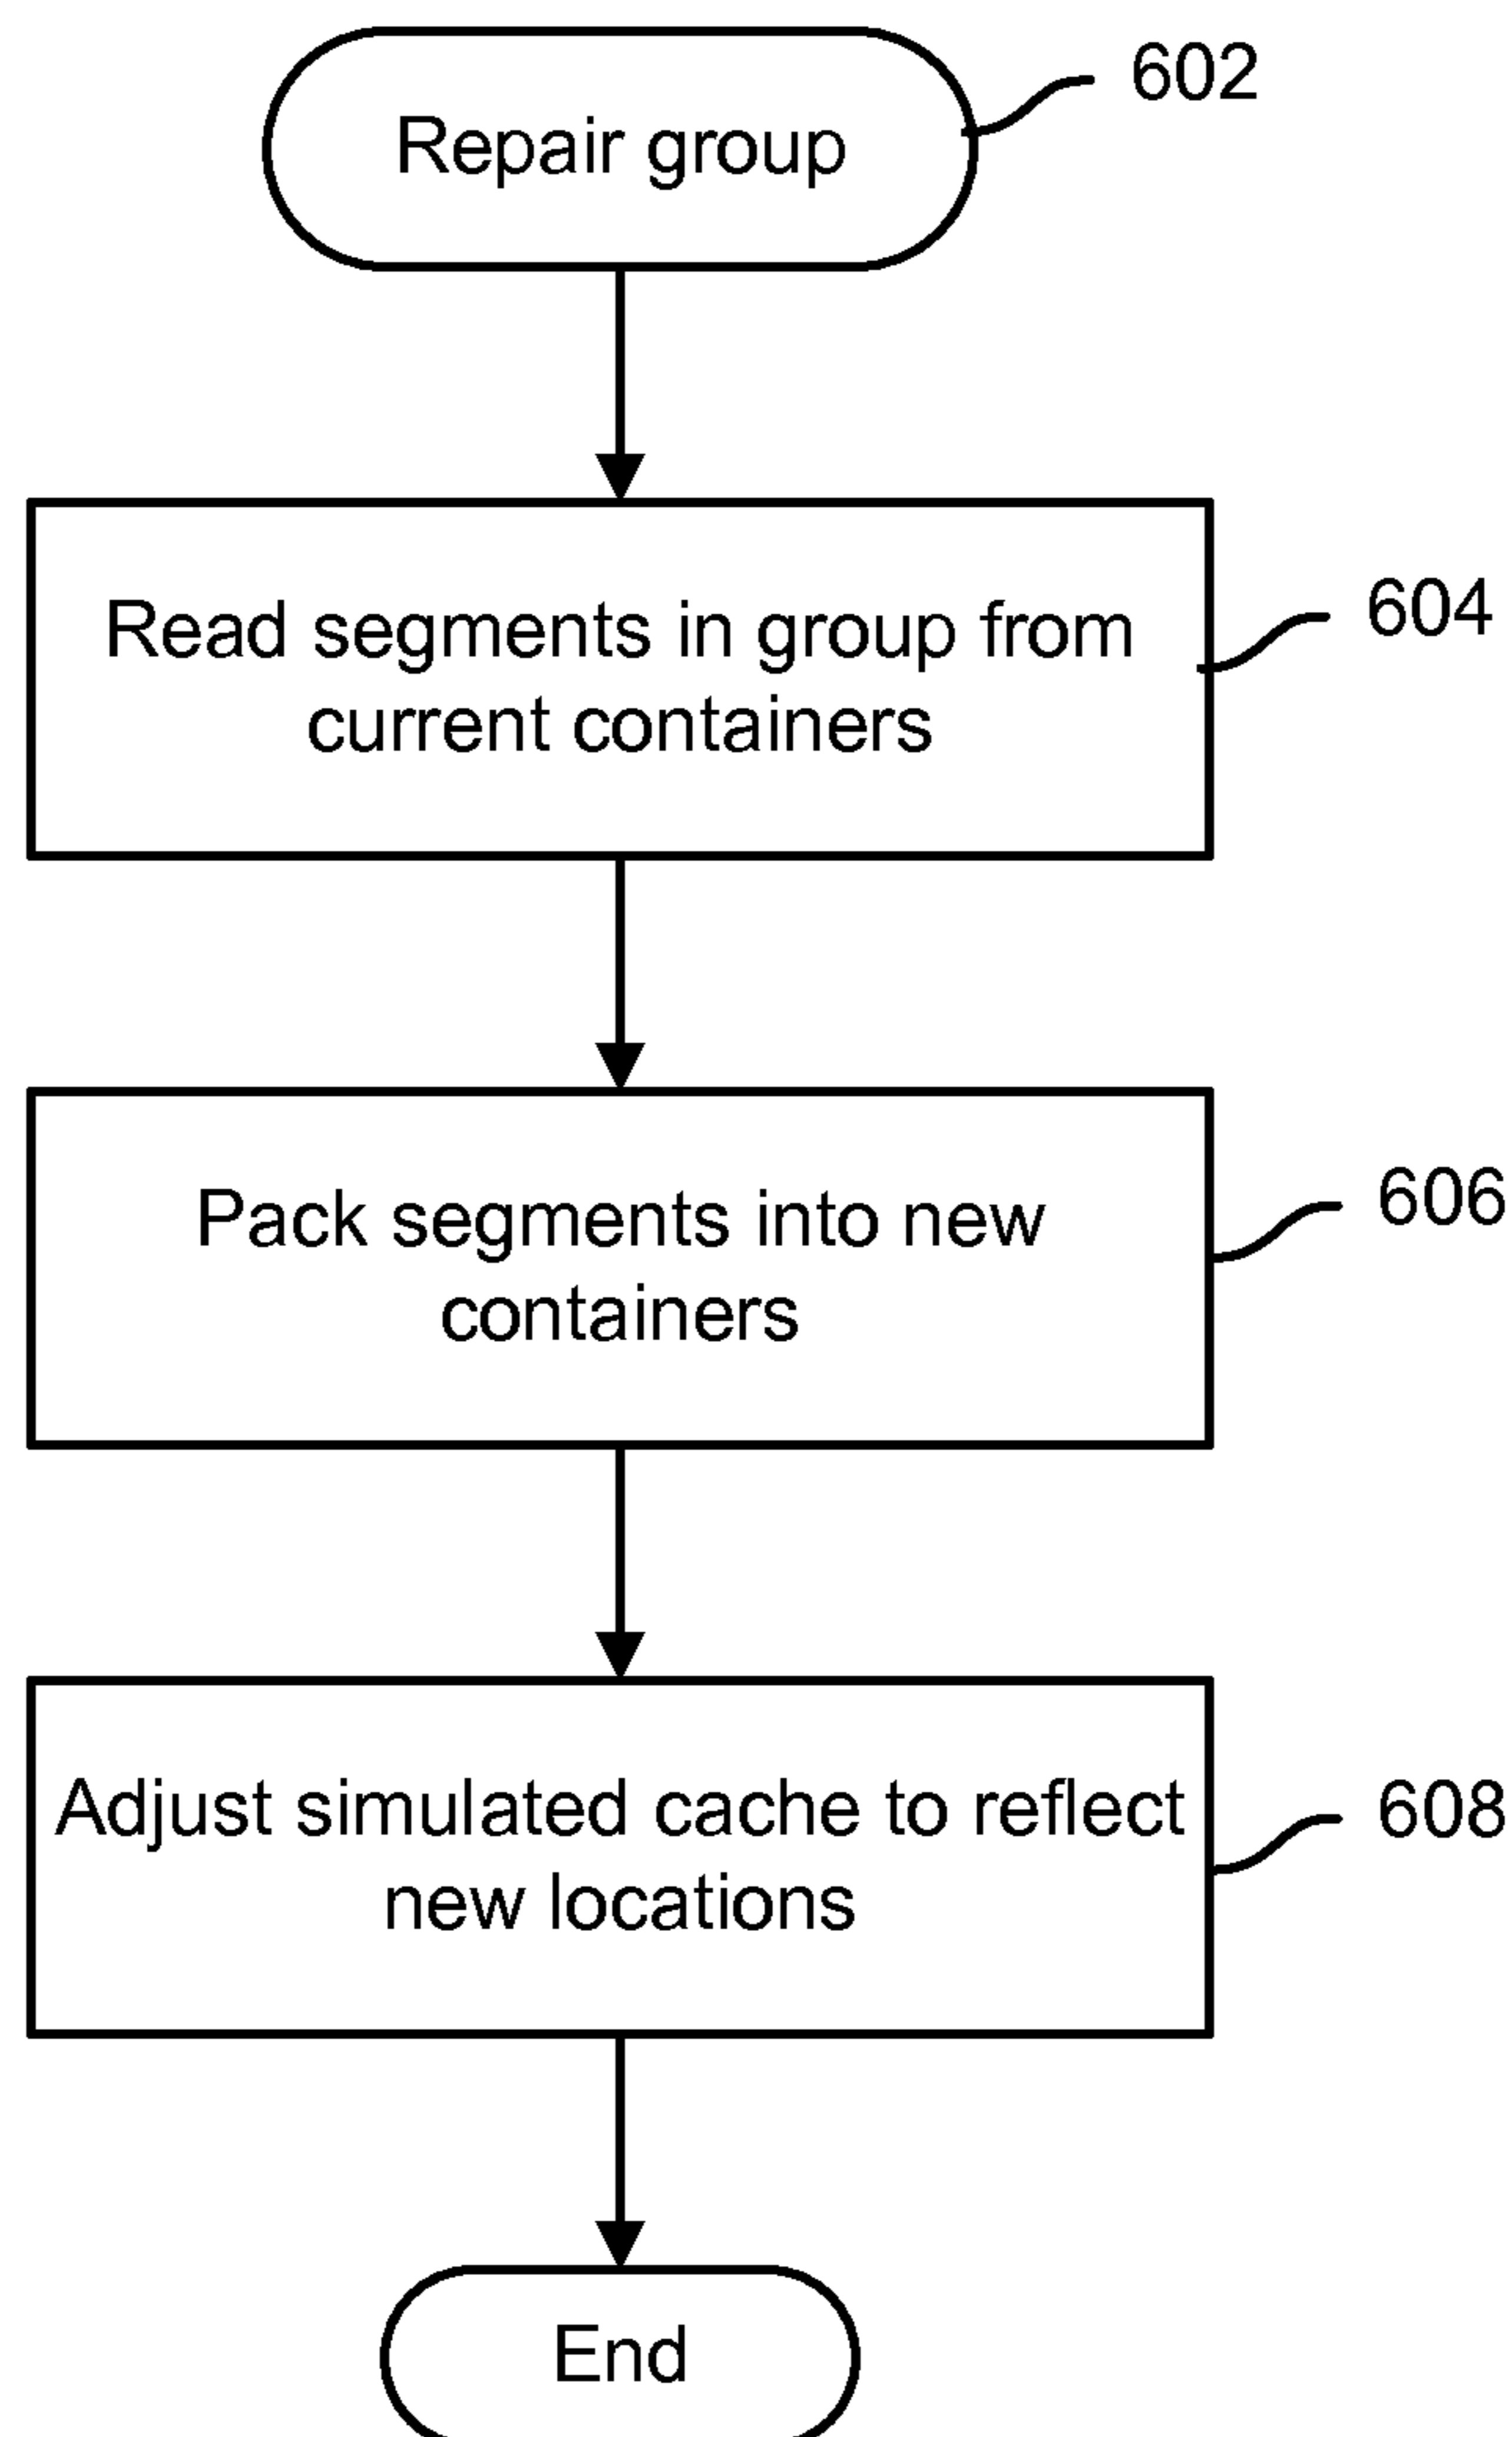 Repair group
602
Read segments in group from
current containers
604
Pack segments into new
containers
606
Adjust simulated cache to reflect
new locations
608
End